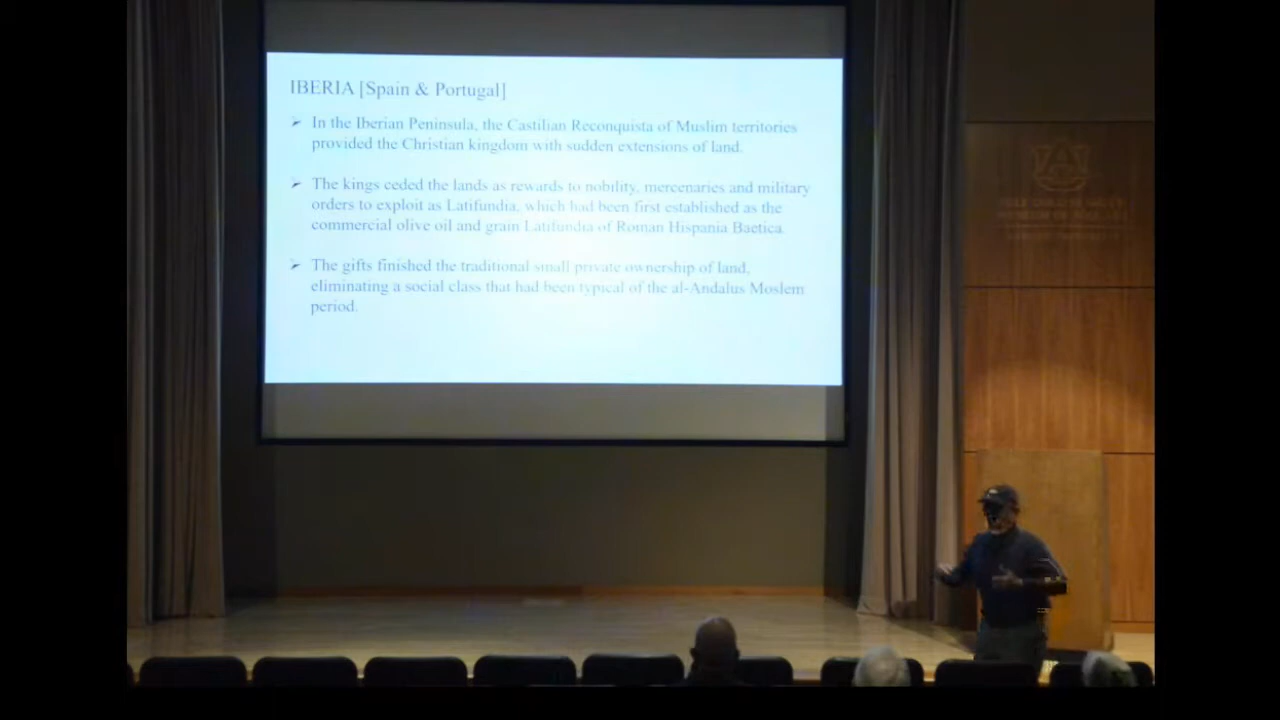 IBERIA [Spain & Portugal]
➢ In the Iberian Peninsula, the Castilian Reconquista of Muslim territories
provided the Christian kingdom with sudden extensions of land.
➢ The kings ceded the lands as rewards to nobility, mercenaries and military
orders to exploit as Latifundia, which had been first established as the
commercial olive oil and grain Latifundia of Roman Hispania Baetica.
➢ The gifts finished the traditional small private ownership of land,
eliminating a social class that had been typical of the al-Andalus Moslem
period.